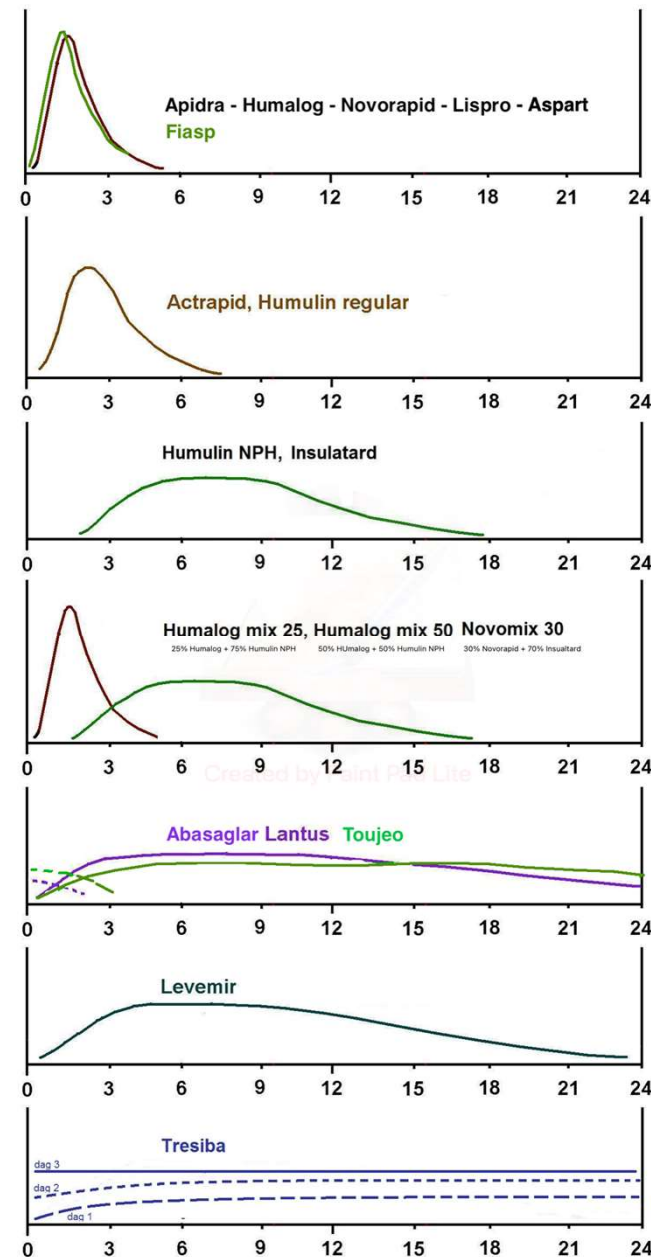 Apidra - Humalog - Novorapid - Lispro - Aspart
Fiasp
0 3 6 9 12 15 18 21 24
Actrapid, Humulin regular
0 3 6 9 12 15 18 21 24
Humulin NPH, Insulatard
0 3 6 9 12 15 18 21 24
Humalog mix 25, Humalog mix 50 Novomix 30
25% Humalog + 75% Humulin NPH 50% HUmalog + 50% Humulin NPH 30% Novorapid + 70% Insualtard
0 3 6 9 12 15 18 21 24
Created by Paint Pad Lite
Abasaglar Lantus Toujeo
0 3 6 9 12 15 18 21 24
Levemir
0 3 6 9 12 15 18 21 24
Tresiba
dag 3
dag 2
dag 1
0 3 6 9 12 15 18 21 24